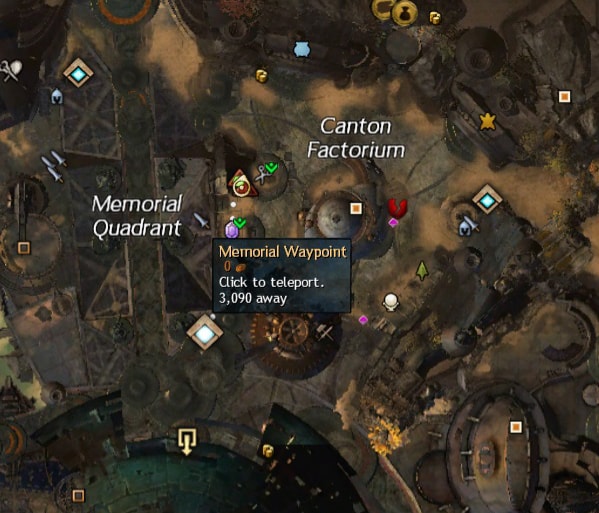 Canton
Factorium
Memorial
Quadrant
Memorial Waypoint
0
Click to teleport.
3,090 away